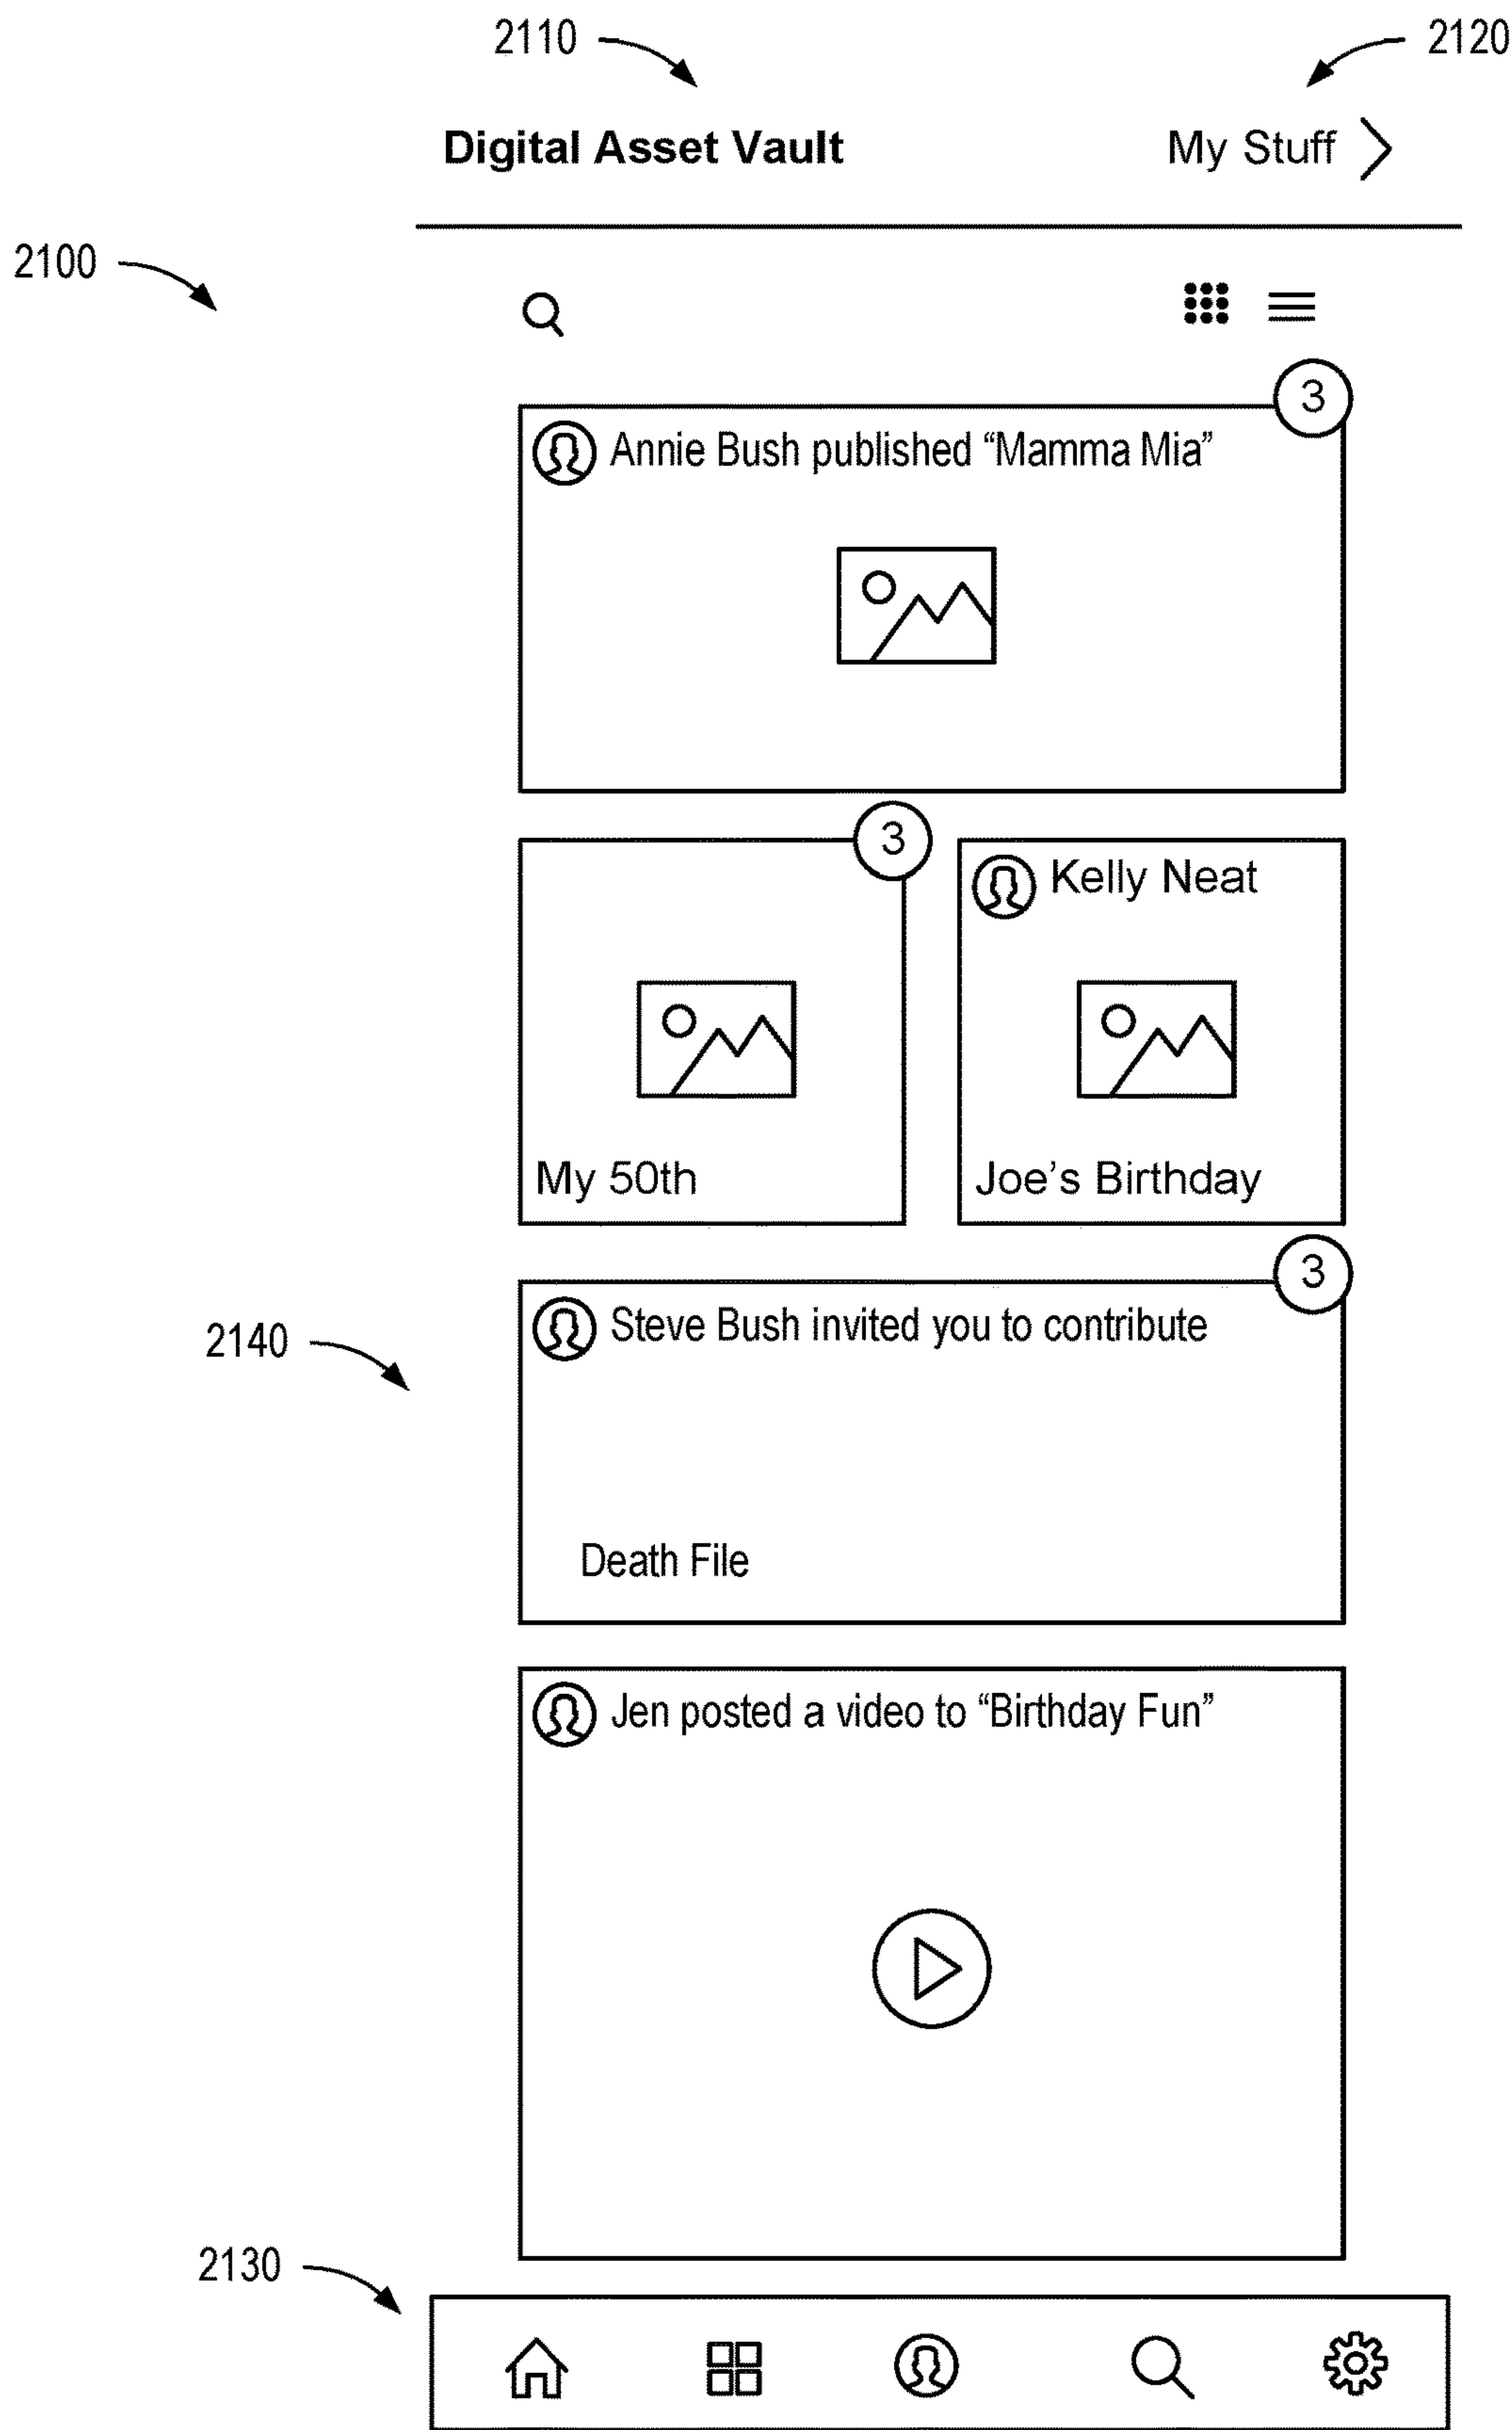 2110
2120
Digital Asset Vault
My Stuff
2100
3
Annie Bush published “Mamma Mia”
3
Kelly Neat
My 50th
Joe’s Birthday
3
Steve Bush invited you to contribute
2140
Death File
Jen posted a video to “Birthday Fun”
2130